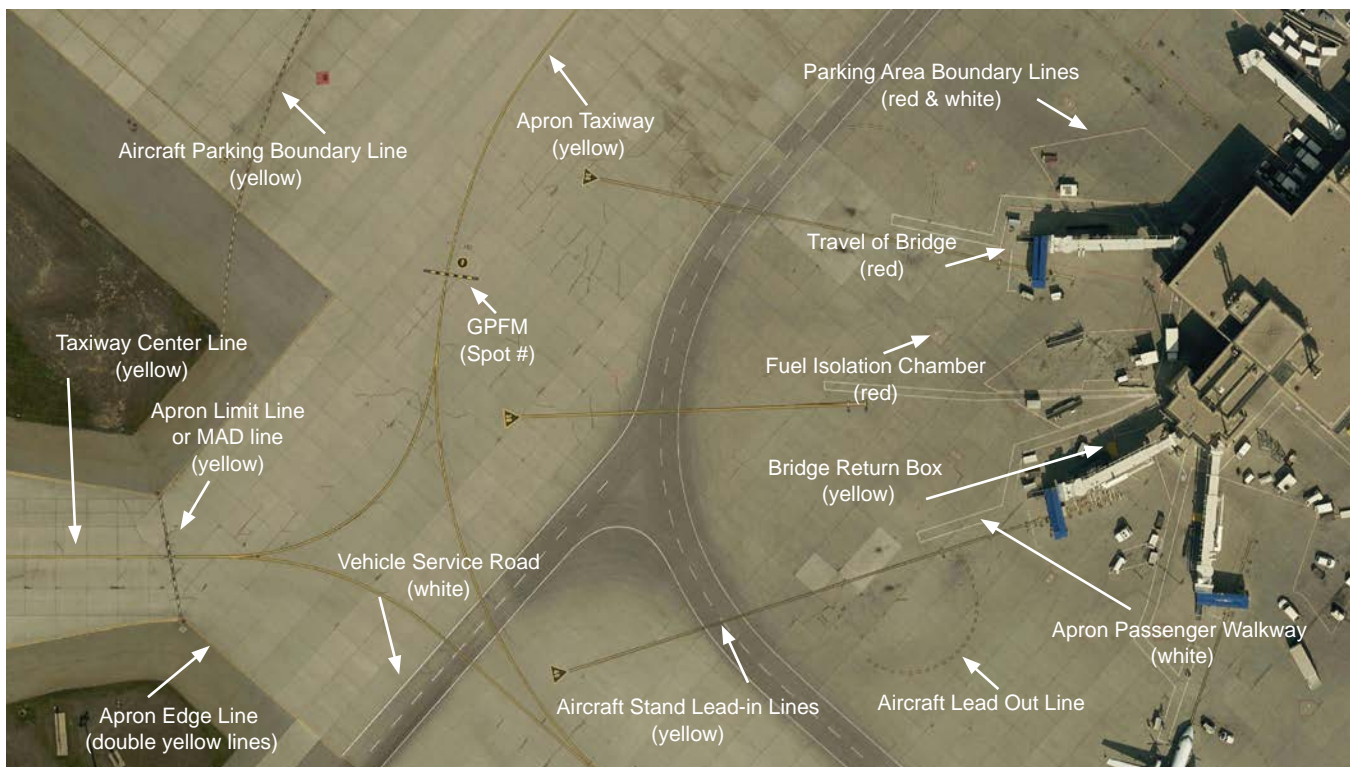 Parking Area Boundary Lines
(red & white)
Apron Taxiway
(yellow)
Aircraft Parking Boundary Line
(yellow)
Travel of Bridge
(red)
GPFM
(Spot #)
Taxiway Center Line
(yellow)
Fuel Isolation Chamber
(red)
Apron Limit Line
or MAD line
(yellow)
Bridge Return Box
(yellow)
Vehicle Service Road
(white)
Apron Passenger Walkway
(white)
Aircraft Stand Lead-in Lines
(yellow)
Aircraft Lead Out Line
Apron Edge Line
(double yellow lines)